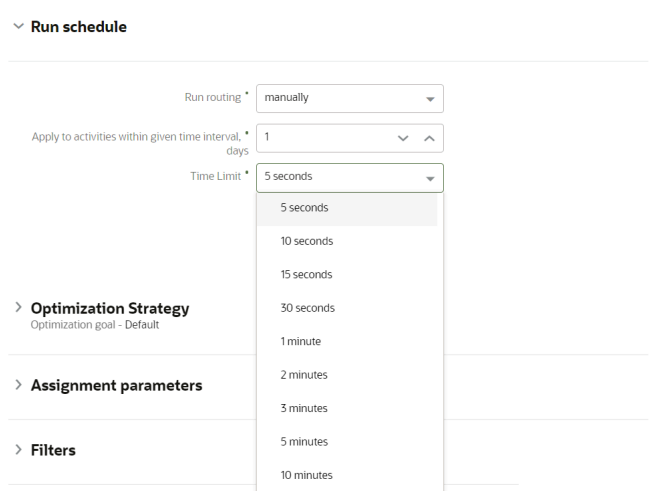 Run schedule
Run routing *
manually
Apply to activities within given time interval, *
days
1
Time Limit *
5 seconds
5 seconds
10 seconds
15 seconds
30 seconds
1 minute
2 minutes
3 minutes
5 minutes
10 minutes
Optimization Strategy
Optimization goal - Default
Assignment parameters
Filters